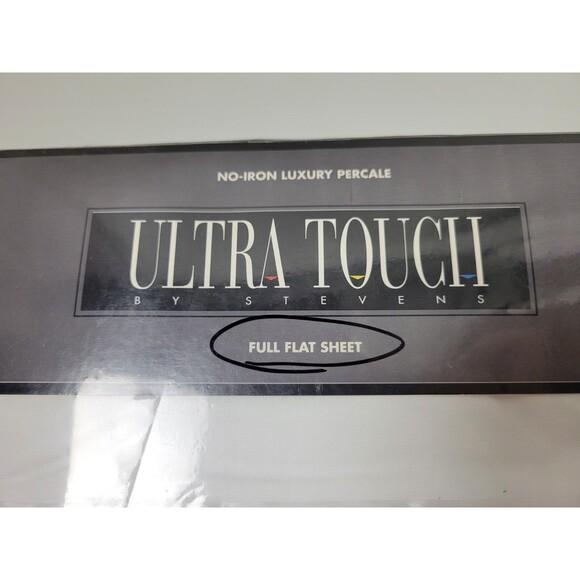 NO-IRON LUXURY PERCALE
ULTRA TOUCH
BY STEVENS
FULL FLAT SHEET